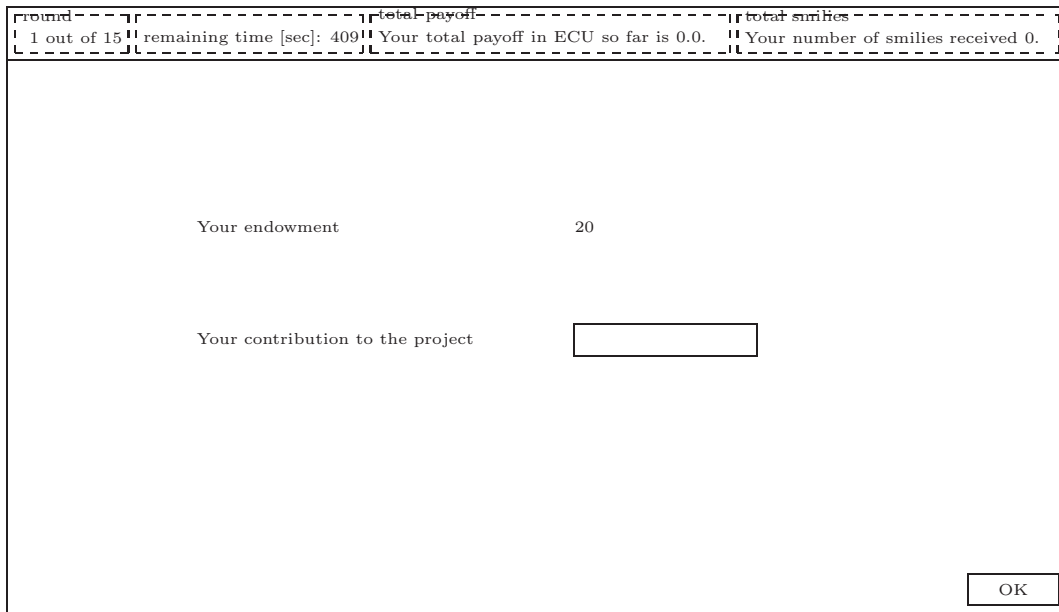 round
1 out of 15
remaining time [sec]: 409
total payoff
Your total payoff in ECU so far is 0.0.
total smilies
Your number of smilies received 0.
Your endowment 20
Your contribution to the project
OK